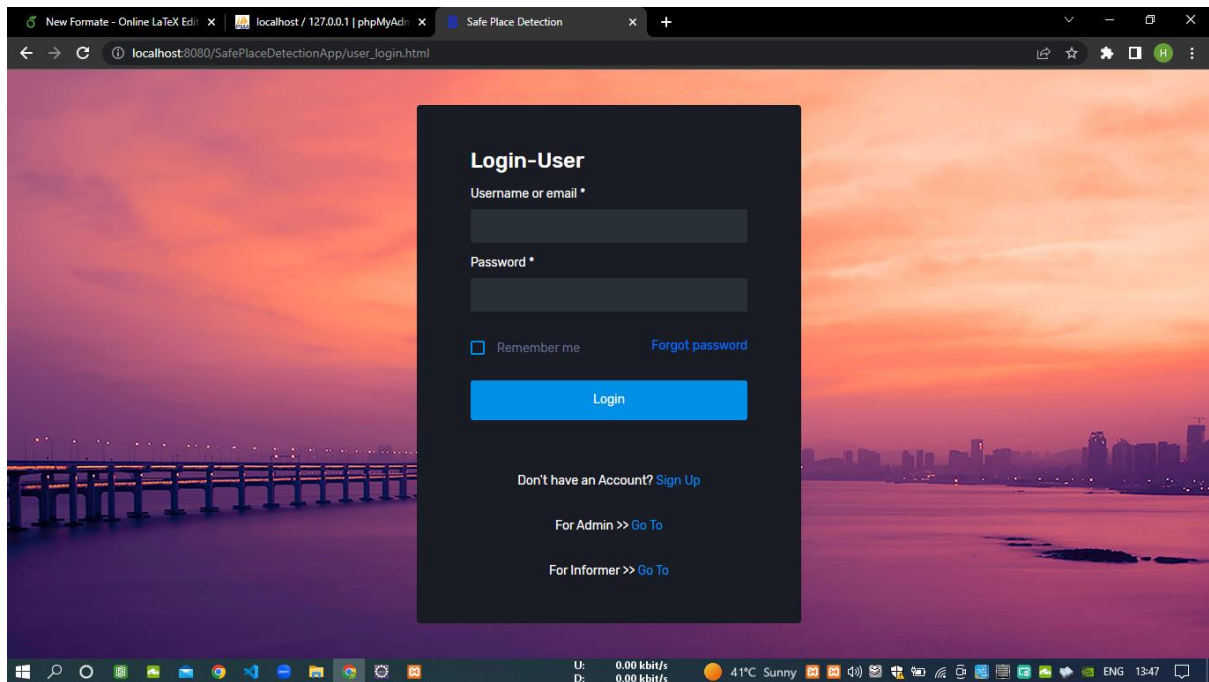 New Formate - Online LaTeX Edit
localhost / 127.0.0.1 | phpMyAdm
Safe Place Detection
localhost:8080/SafePlaceDetectionApp/user_login.html
H
Login-User
Username or email *
Password *
Remember me
Forgot password
Login
Don't have an Account? Sign Up
For Admin >> Go To
For Informer >> Go To
U: 0.00 kbit/s
D: 0.00 kbit/s
41°C Sunny
ENG
13:47